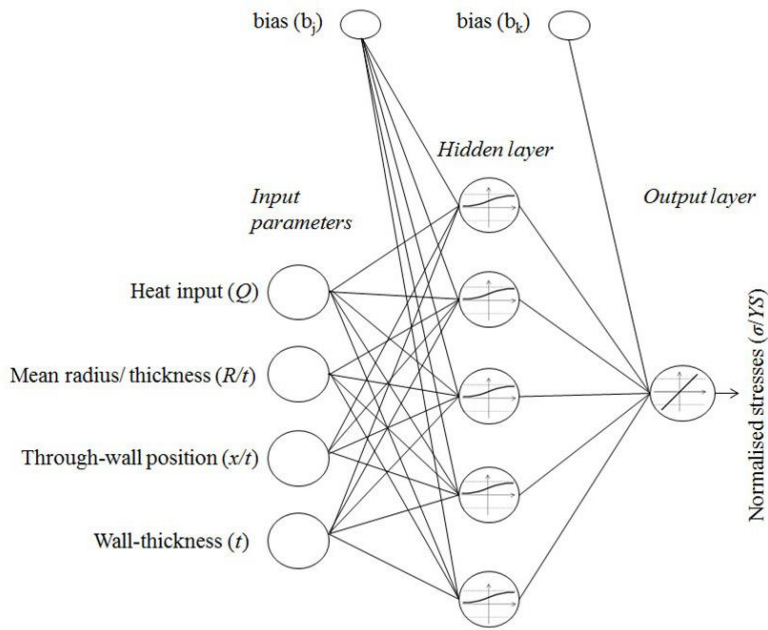 bias (bj)
bias (bk)
Hidden layer
Input
parameters
Output layer
Heat input (Q)
Mean radius/ thickness (R/t)
Through-wall position (x/t)
Wall-thickness (t)
Normalised stresses (σ/YS)